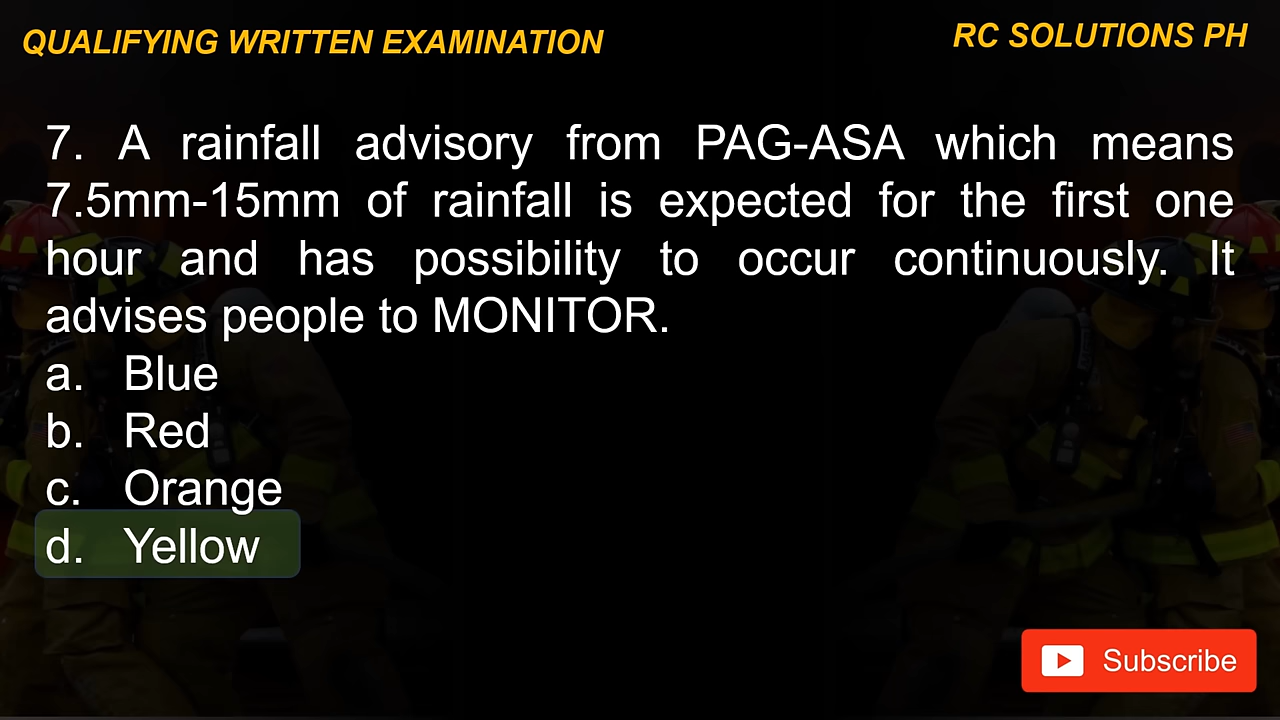 QUALIFYING WRITTEN EXAMINATION
RC SOLUTIONS PH
7. A rainfall advisory from PAG-ASA which means
7.5mm-15mm of rainfall is expected for the first one
hour and has possibility to occur continuously. It
advises people to MONITOR.
a. Blue
b. Red
c. Orange
d. Yellow
Subscribe